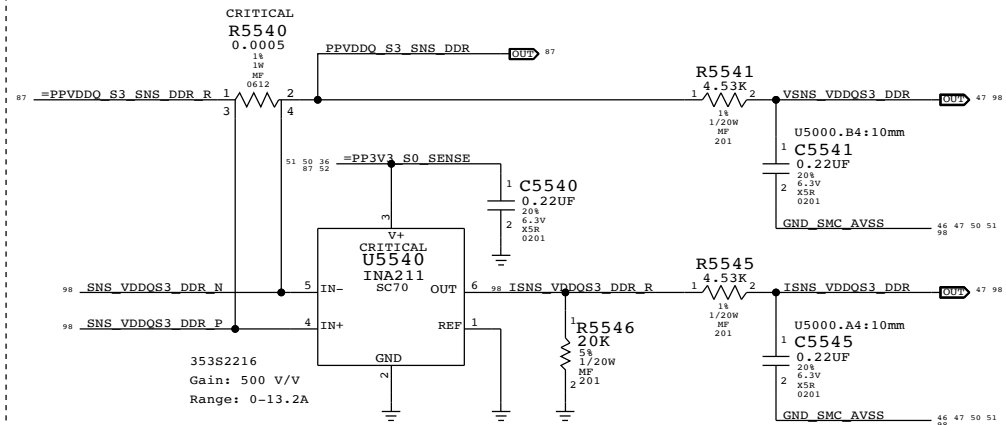 CRITICAL
R5540
0.0005
1%
1W
MF
0612
PPVDDQ_S3_SNS_DDR
OUT
87
87
=PPVDDQ_S3_SNS_DDR_R
1
2
3
4
R5541
4.53K
1
2
1%
1/20W
MF
201
VSNS_VDDQS3_DDR
OUT
47 98
U5000.B4:10mm
1
C5541
0.22UF
20%
6.3V
X5R
0201
2
GND_SMC_AVSS
46 47 50 51
98
51 50 36
87 52
=PP3V3_S0_SENSE
1
C5540
0.22UF
20%
6.3V
X5R
0201
2
3
V+
CRITICAL
U5540
INA211
SC70
98
SNS_VDDQS3_DDR_N
5
IN-
OUT
6
98
ISNS_VDDQS3_DDR_R
98
SNS_VDDQS3_DDR_P
4
IN+
REF
1
GND
2
353S2216
Gain: 500 V/V
Range: 0-13.2A
1
R5546
20K
5%
1/20W
MF
201
2
R5545
4.53K
1
2
1%
1/20W
MF
201
ISNS_VDDQS3_DDR
OUT
47 98
U5000.A4:10mm
1
C5545
0.22UF
20%
6.3V
X5R
0201
2
GND_SMC_AVSS
46 47 50 51
98